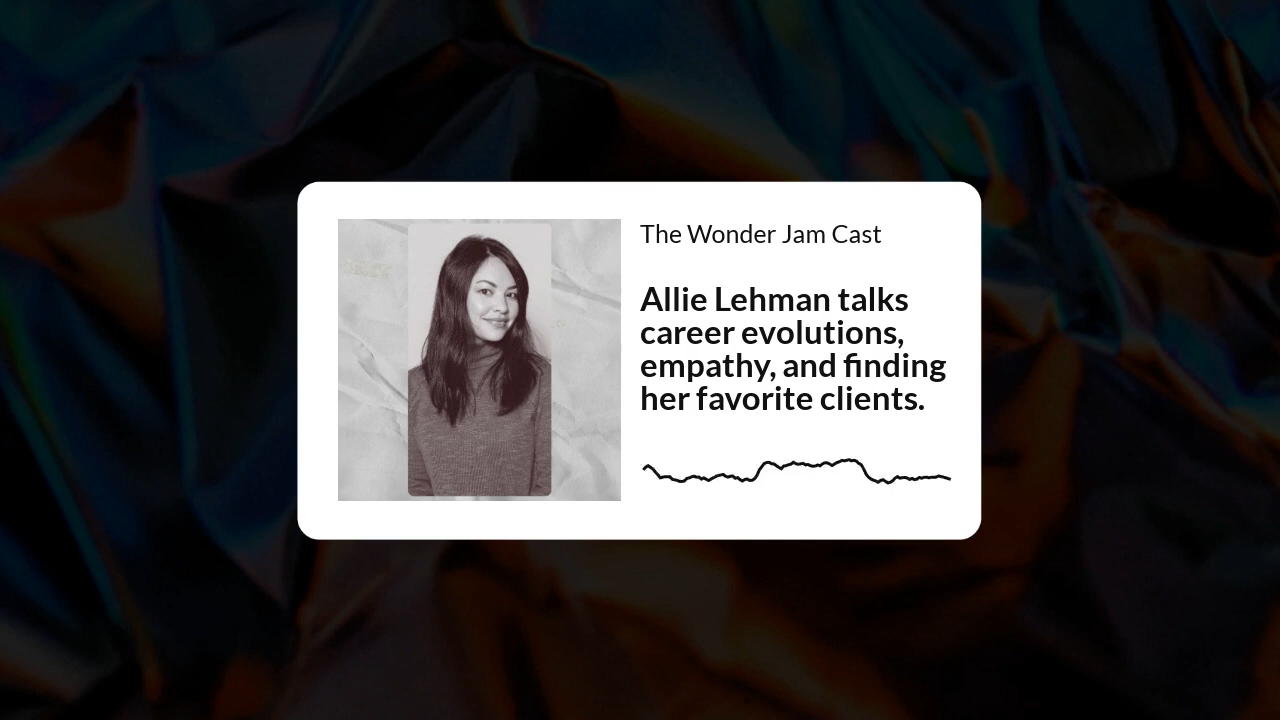 The Wonder Jam Cast
Allie Lehman talks
career evolutions,
empathy, and finding
her favorite clients.